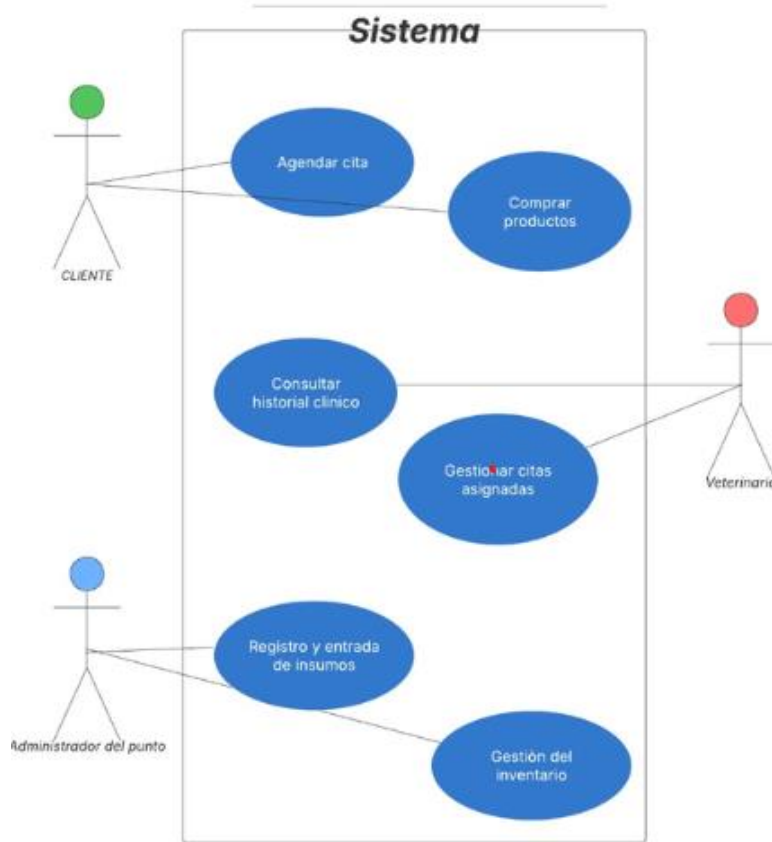 Sistema
Agendar cita
Comprar
productos
CLIENTE
Consultar
historial clinico
Gestionar citas
asignadas
Veterinario
Registro y entrada
de insumos
Administrador del punto
Gestión del
inventario